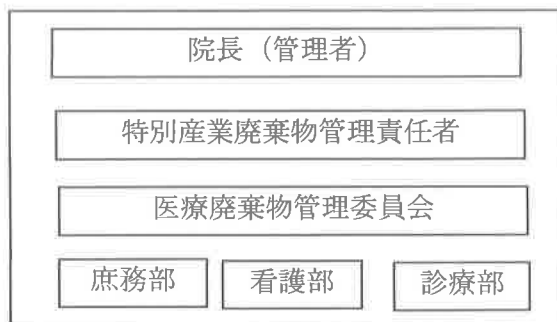 院長（管理者）
特別産業廃棄物管理責任者
医療廃棄物管理委員会
庶務部 看護部 診療部